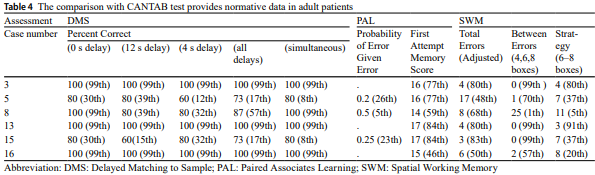 Table 4 The comparison with CANTAB test provides normative data in adult patients
Assessment DMS PAL SWM
Case number Percent Correct Probability of Error Given Error First Attempt Memory Score Total Errors (Adjusted) Between Errors (4,6,8 boxes) Strategy (6–8 boxes)
(0 s delay) (12 s delay) (4 s delay) (all delays) (simultaneous)
3 100 (99th) 100 (99th) 100 (99th) 100 (99th) 100 (99th) . 16 (77th) 4 (80th) 0 (99th ) 4 (80th)
5 80 (30th) 80 (39th) 60 (12th) 73 (17th) 80 (8th) 0.2 (26th) 16 (77th) 17 (48th) 1 (70th) 7 (37th)
8 100 (99th) 80 (39th) 80 (32th) 87 (57th) 100 (99th) 0.5 (5th) 14 (59th) 8 (68th) 25 (1th) 11 (5th)
13 100 (99th) 100 (99th) 100 (99th) 100 (99th) 100 (99th) . 17 (84th) 4 (80th) 0 (99th) 3 (91th)
15 80 (30th) 60(15th) 80 (32th) 73 (17th) 80 (8th) 0.25 (23th) 17 (84th) 3 (83th) 0 (99th) 7 (37th)
16 100 (99th) 100 (99th) 100 (99th) 100 (99th) 100 (99th) . 15 (46th) 6 (50th) 2 (57th) 8 (20th)
Abbreviation: DMS: Delayed Matching to Sample; PAL: Paired Associates Learning; SWM: Spatial Working Memory